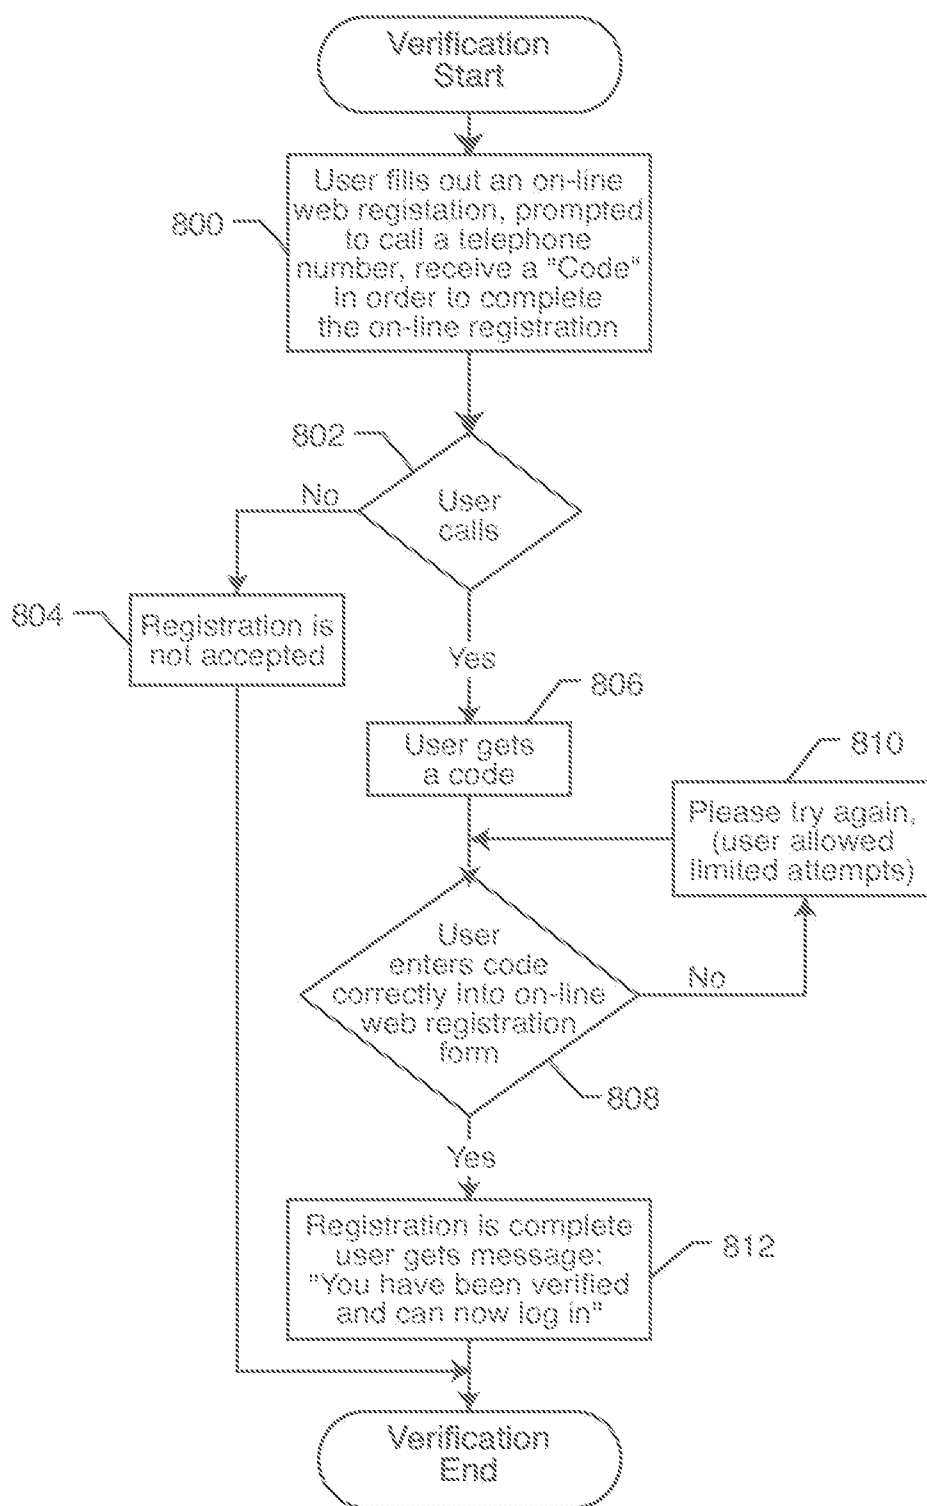 Verification
Start
800
User fills out an on-line
web registation, prompted
to call a telephone
number, receive a "Code"
in order to complete
the on-line registration
802
User
calls
No
804
Registration is
not accepted
Yes
806
User gets
a code
810
Please try again,
(user allowed
limited attempts)
User
enters code
correctly into on-line
web registration
form
No
808
Yes
Registration is complete
user gets message:
"You have been verified
and can now log in"
812
Verification
End